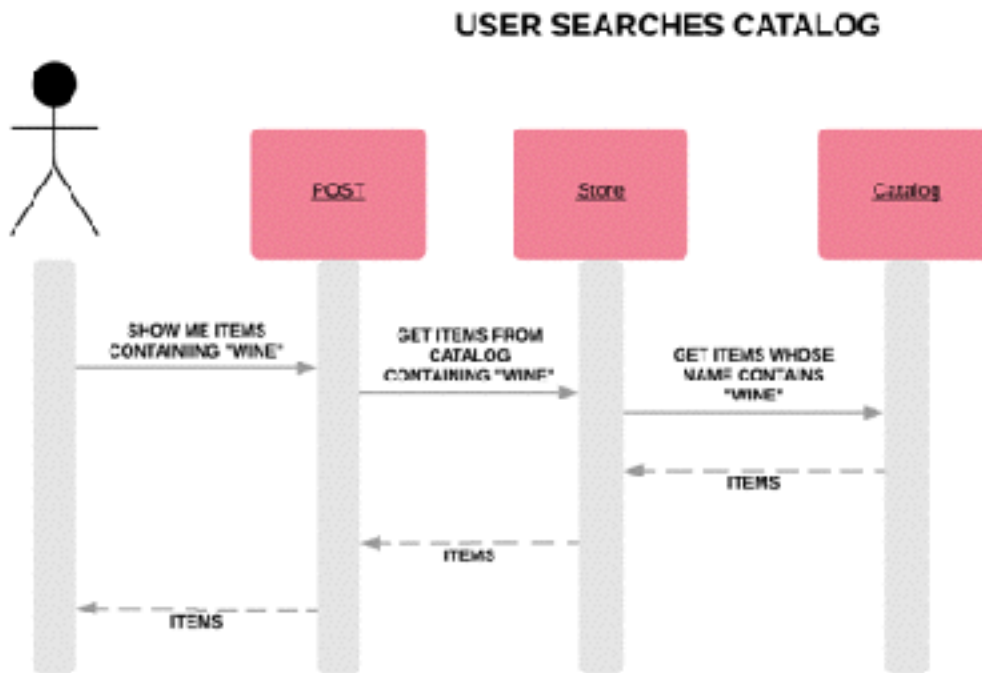 USER SEARCHES CATALOG
POST
Store
Catalog
SHOW ME ITEMS
CONTAINIING "WINE"
GET ITEMS FROM
CATALOG
CONTAINING "WINE"
GET ITEMS WHOSE
NAME CONTAINS
"WINE"
ITEMS
ITEMS
ITEMS